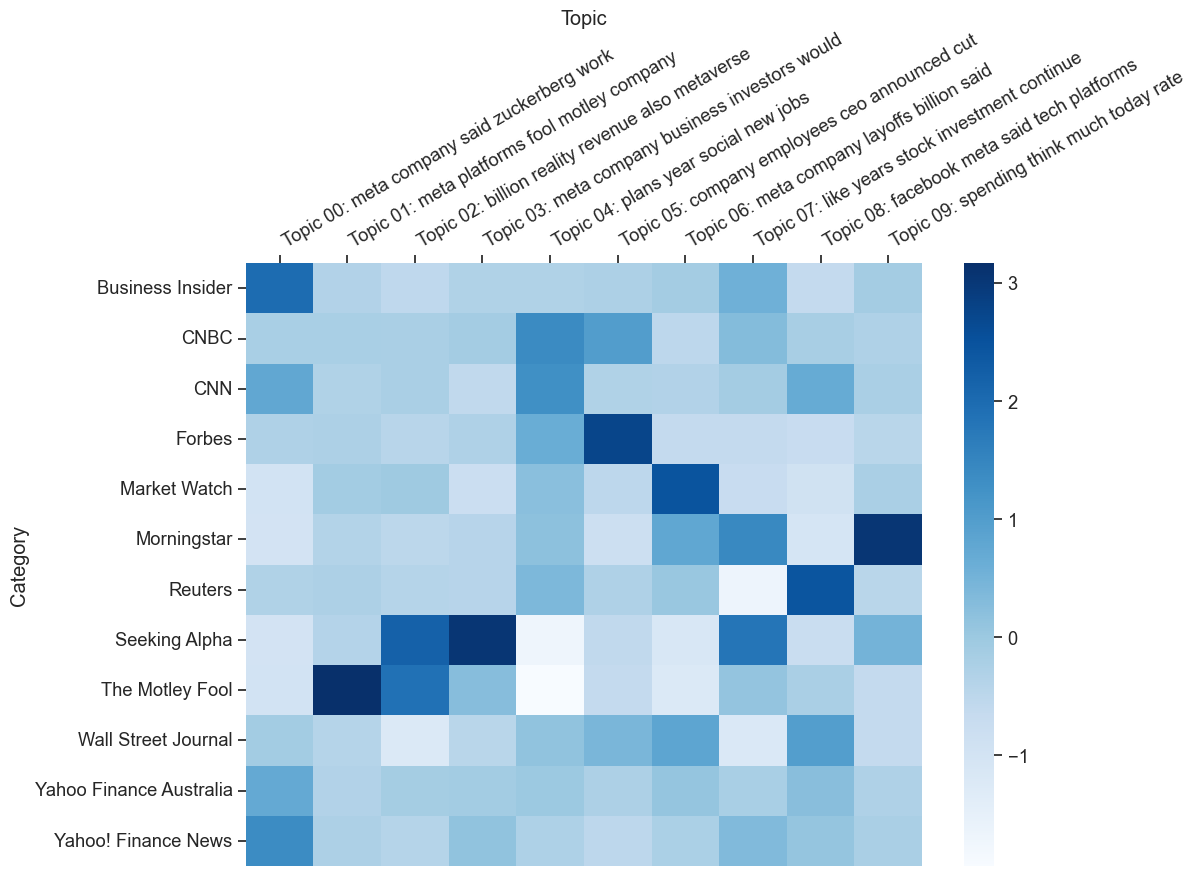 Topic
Topic 00: meta company said zuckerberg work
Topic 01: meta platforms fool motley company
Topic 02: billion reality revenue also metaverse
Topic 03: meta company business investors would
Topic 04: plans year social new jobs
Topic 05: company employees ceo announced cut
Topic 06: meta company layoffs billion said
Topic 07: like years stock investment continue
Topic 08: facebook meta said tech platforms
Topic 09: spending think much today rate
Category
Business Insider
CNBC
CNN
Forbes
Market Watch
Morningstar
Reuters
Seeking Alpha
The Motley Fool
Wall Street Journal
Yahoo Finance Australia
Yahoo! Finance News
3
2
1
0
−1